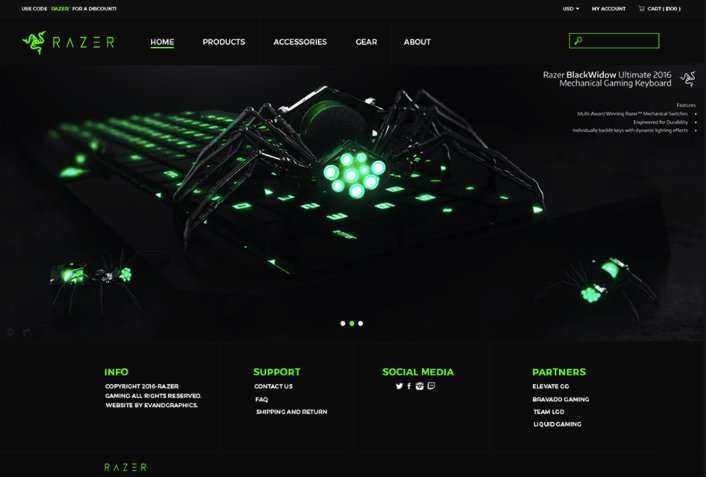 USE CODE "RAZER" FOR A DISCOUNT!
USD
MY ACCOUNT
CART ( $100 )
RAZER
HOME
PRODUCTS
ACCESSORIES
GEAR
ABOUT
Razer BlackWidow Ultimate 2016
Mechanical Gaming Keyboard
Features
Multi-Award Winning Razer™ Mechanical Switches
Engineered for Durability
Individually backlit keys with dynamic lighting effects
INFO
COPYRIGHT 2016-RAZER
GAMING ALL RIGHTS RESERVED.
WEBSITE BY EVANDGRAPHICS.
SUPPORT
CONTACT US
FAQ
SHIPPING AND RETURN
SOCIAL MEDIA
PARTNERS
ELEVATE GG
BRAVADO GAMING
TEAM LGD
LIQUID GAMING
RAZER